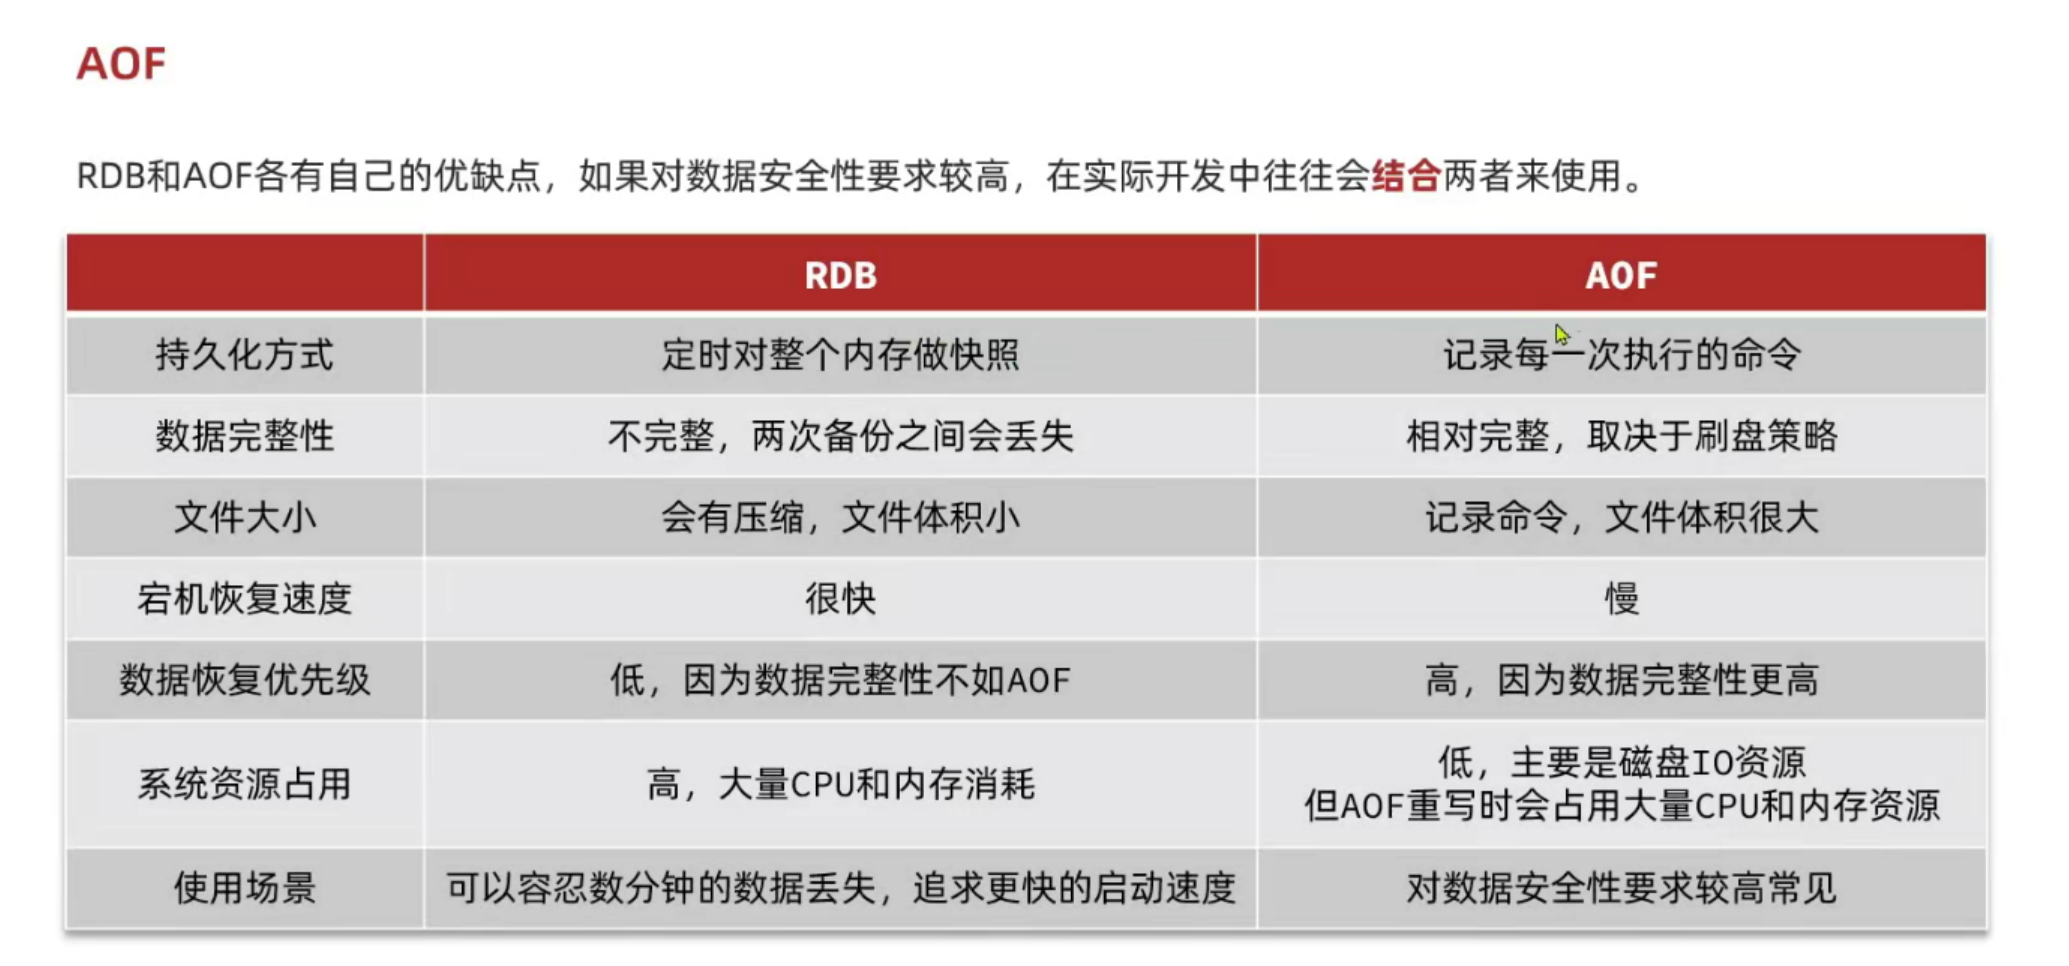 AOF
RDB和AOF各有自己的优缺点，如果对数据安全性要求较高，在实际开发中往往会结合两者来使用。
RDB AOF
持久化方式 定时对整个内存做快照 记录每一次执行的命令
数据完整性 不完整，两次备份之间会丢失 相对完整，取决于刷盘策略
文件大小 会有压缩，文件体积小 记录命令，文件体积很大
宕机恢复速度 很快 慢
数据恢复优先级 低，因为数据完整性不如AOF 高，因为数据完整性更高
系统资源占用 高，大量CPU和内存消耗 低，主要是磁盘IO资源
但AOF重写时会占用大量CPU和内存资源
使用场景 可以容忍数分钟的数据丢失，追求更快的启动速度 对数据安全性要求较高常见